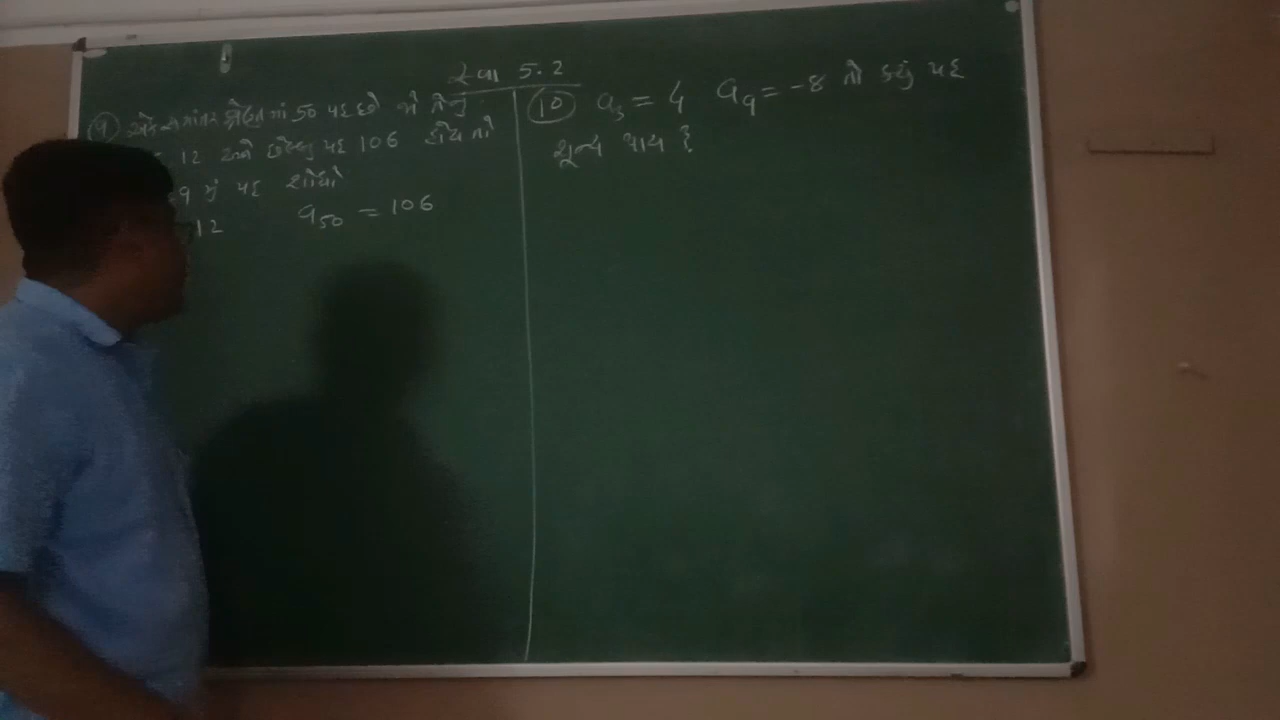 સ્વા 5.2
(9) એક સમાંતર શ્રેણીમાં 50 પદ છે જો તેનું
12 અને છેલ્લું પદ 106 હોય તો
9 મું પદ શોધો
12 a₅₀ = 106
(10) a₃ = 4 a₉ = -8 તો કયું પદ
શૂન્ય થાય ?